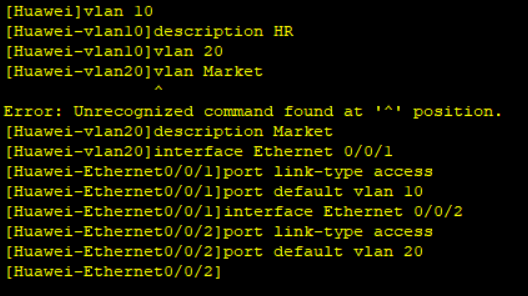 [Huawei]vlan 10
[Huawei-vlan10]description HR
[Huawei-vlan10]vlan 20
[Huawei-vlan20]vlan Market
^
Error: Unrecognized command found at '^' position.
[Huawei-vlan20]description Market
[Huawei-vlan20]interface Ethernet 0/0/1
[Huawei-Ethernet0/0/1]port link-type access
[Huawei-Ethernet0/0/1]port default vlan 10
[Huawei-Ethernet0/0/1]interface Ethernet 0/0/2
[Huawei-Ethernet0/0/2]port link-type access
[Huawei-Ethernet0/0/2]port default vlan 20
[Huawei-Ethernet0/0/2]